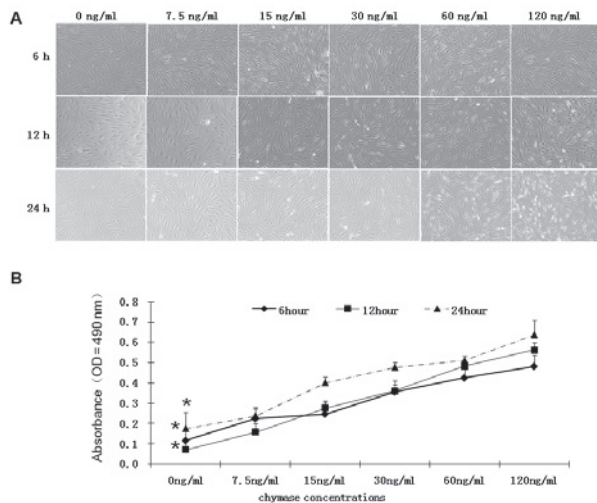 A
0 ng/ml 7.5 ng/ml 15 ng/ml 30 ng/ml 60 ng/ml 120 ng/ml
6 h
12 h
24 h
B
Absorbance (OD=490nm)
0.8
0.7
0.6
0.5
0.4
0.3
0.2
0.1
0.0
6hour 12hour 24hour
*
*
*
0ng/ml 7.5ng/ml 15ng/ml 30ng/ml 60ng/ml 120ng/ml
chymase concentrations